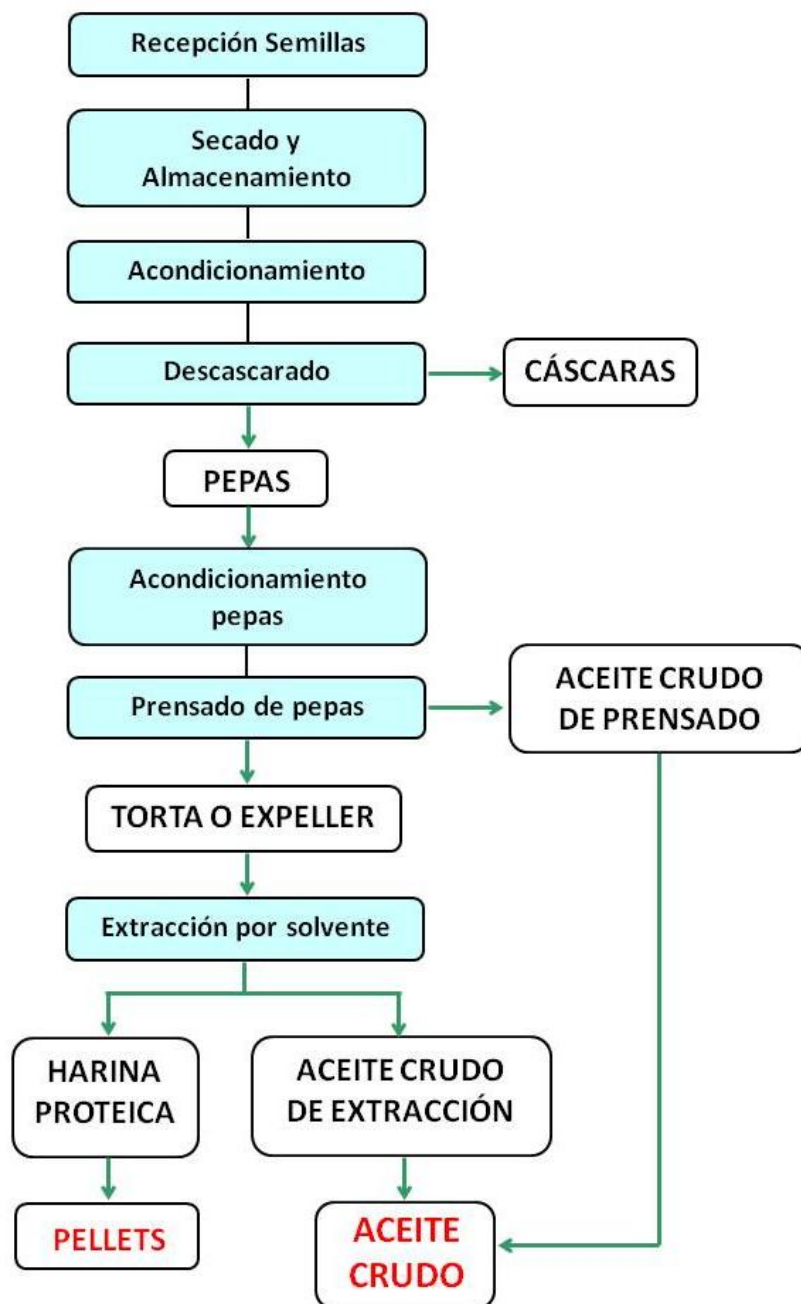 Recepción Semillas
Secado y
Almacenamiento
Acondicionamiento
Descascarado
CÁSCARAS
PEPAS
Acondicionamiento
pepas
Prensado de pepas
ACEITE CRUDO
DE PRENSADO
TORTA O EXPELLER
Extracción por solvente
HARINA
PROTEICA
ACEITE CRUDO
DE EXTRACCIÓN
PELLETS
ACEITE
CRUDO